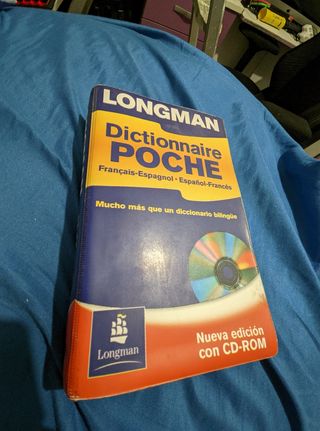 LONGMAN
Dictionnaire
POCHE
Français-Espagnol • Español-Francés
Mucho más que un diccionario bilingüe
Longman
Nueva edición
con CD-ROM